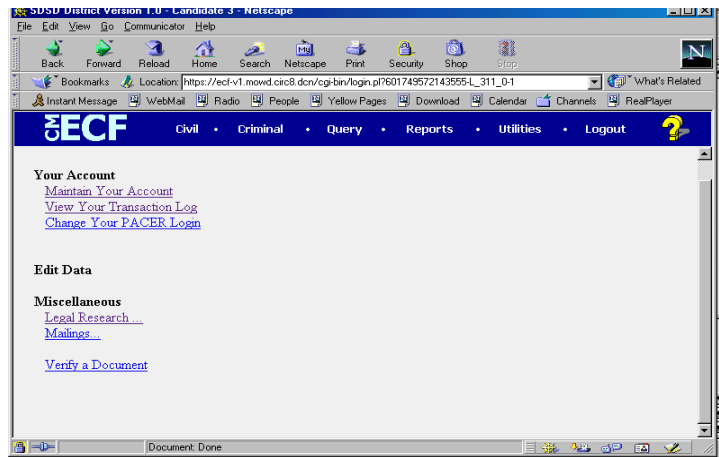 SDSD District Version 1.0 - Candidate 3 - Netscape
File Edit View Go Communicator Help
Back Forward Reload Home Search Netscape Print Security Shop Stop
Bookmarks Location: https://ecf-v1.mowd.circ8.dcn/cgi-bin/login.pl?601749572143555-L_311_0-1 What's Related
Instant Message WebMail Radio People Yellow Pages Download Calendar Channels RealPlayer
CM ECF Civil • Criminal • Query • Reports • Utilities • Logout ?
Your Account
Maintain Your Account
View Your Transaction Log
Change Your PACER Login
Edit Data
Miscellaneous
Legal Research ...
Mailings...
Verify a Document
Document: Done